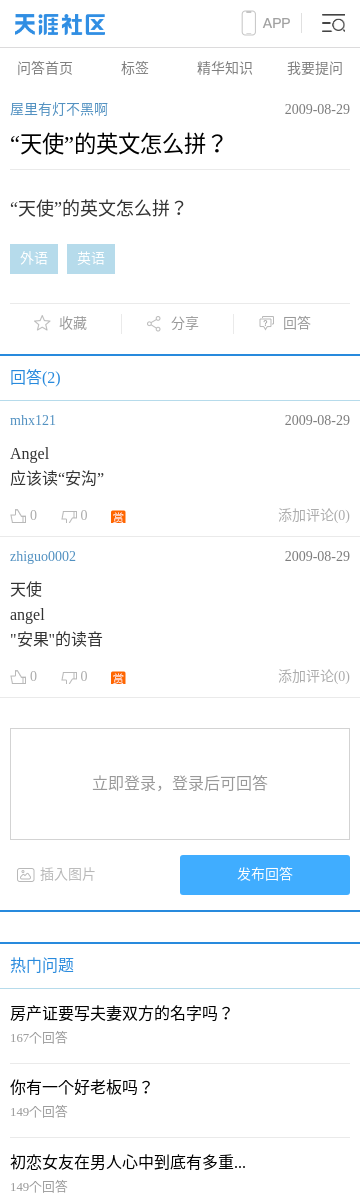 天涯社区
APP
问答首页 标签 精华知识 我要提问
屋里有灯不黑啊 2009-08-29
“天使”的英文怎么拼？
“天使”的英文怎么拼？
外语 英语
收藏 分享 回答
回答(2)
mhx121 2009-08-29
Angel
应该读“安沟”
0 0 赏 添加评论(0)
zhiguo0002 2009-08-29
天使
angel
"安果"的读音
0 0 赏 添加评论(0)
立即登录，登录后可回答
插入图片 发布回答
热门问题
房产证要写夫妻双方的名字吗？
167个回答
你有一个好老板吗？
149个回答
初恋女友在男人心中到底有多重...
149个回答